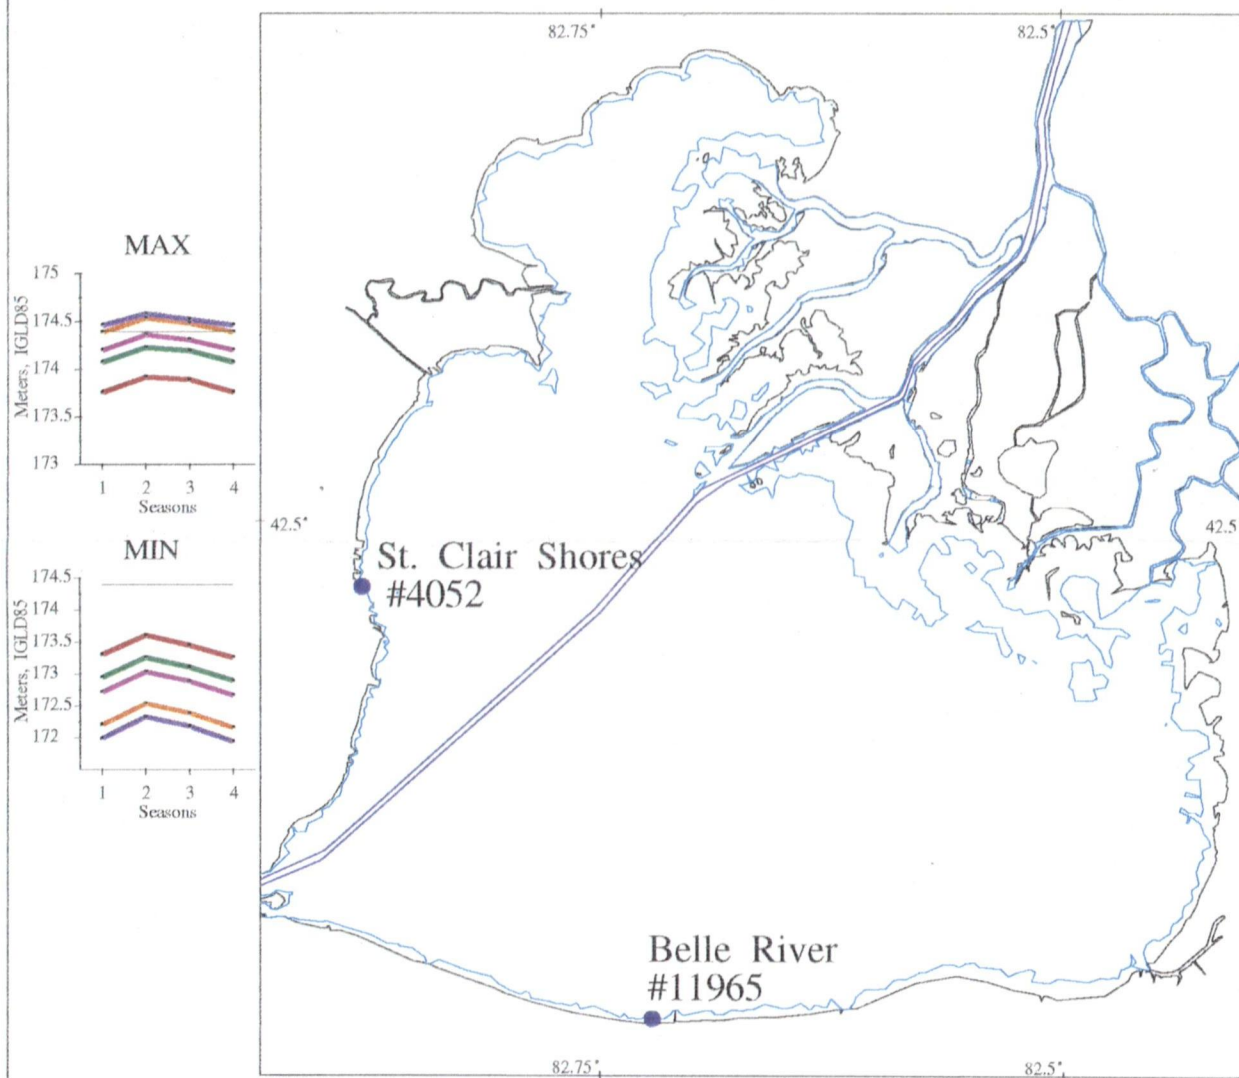 82.75°
82.5°
MAX
175
174.5
174
173.5
173
Meters, IGLD85
1 2 3 4
Seasons
42.5°
42.5
MIN
174.5
174
173.5
173
172.5
172
Meters, IGLD85
1 2 3 4
Seasons
St. Clair Shores
#4052
Belle River
#11965
82.75°
82.5°